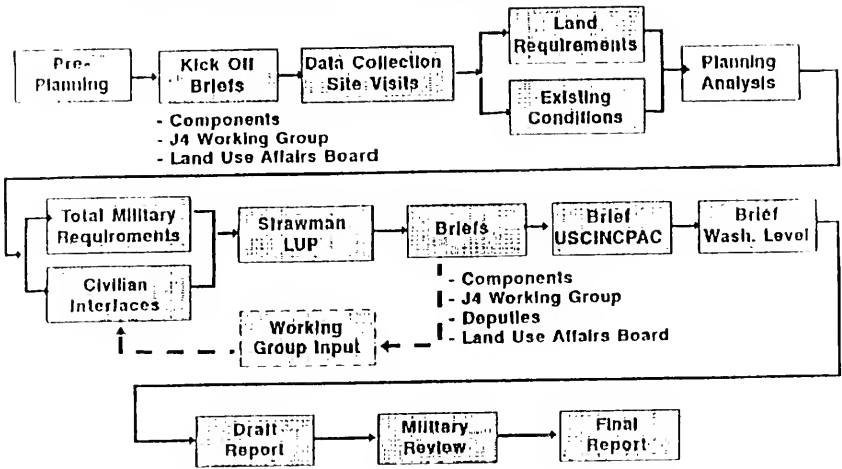 Pre-
Planning
Kick Off
Briefs
Data Collection
Site Visits
Land
Requirements
Existing
Conditions
Planning
Analysis
- Components
- J4 Working Group
- Land Use Affairs Board
Total Military
Requirements
Civilian
Interfaces
Strawman
LUP
Briefs
Brief
USCINCPAC
Brief
Wash. Level
- Components
- J4 Working Group
- Deputies
- Land Use Affairs Board
Working
Group Input
Draft
Report
Military
Review
Final
Report